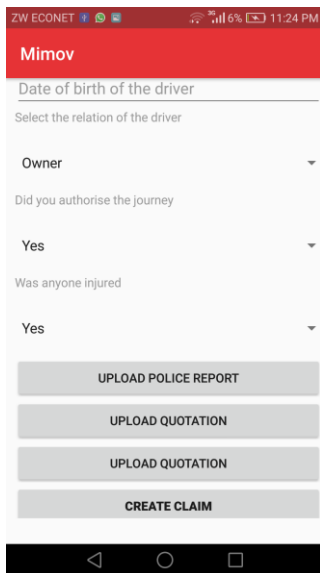 ZW ECONET 3G 6% 11:24 PM
Mimov
Date of birth of the driver
Select the relation of the driver
Owner
Did you authorise the journey
Yes
Was anyone injured
Yes
UPLOAD POLICE REPORT
UPLOAD QUOTATION
UPLOAD QUOTATION
CREATE CLAIM